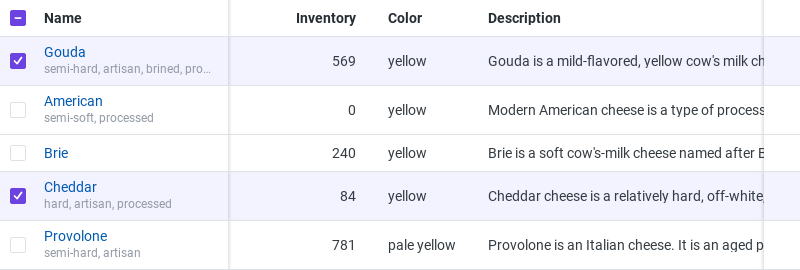 Name Inventory Color Description
Gouda 569 yellow Gouda is a mild-flavored, yellow cow's milk ch
semi-hard, artisan, brined, pro...
American 0 yellow Modern American cheese is a type of process
semi-soft, processed
Brie 240 yellow Brie is a soft cow's-milk cheese named after
Cheddar 84 yellow Cheddar cheese is a relatively hard, off-white,
hard, artisan, processed
Provolone 781 pale yellow Provolone is an Italian cheese. It is an aged p
semi-hard, artisan